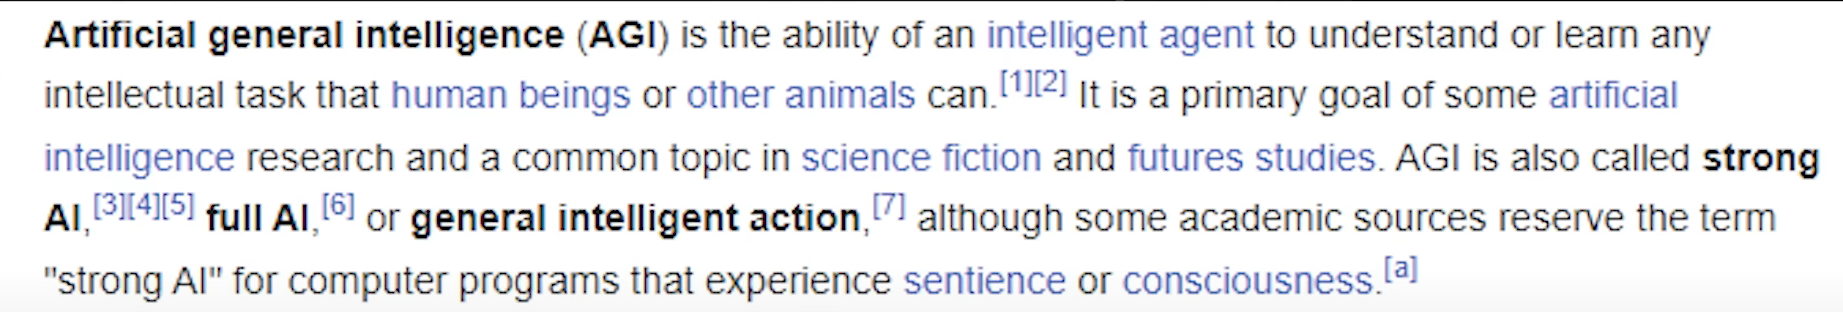 Artificial general intelligence (AGI) is the ability of an intelligent agent to understand or learn any
intellectual task that human beings or other animals can.[1][2] It is a primary goal of some artificial
intelligence research and a common topic in science fiction and futures studies. AGI is also called strong
AI,[3][4][5] full AI,[6] or general intelligent action,[7] although some academic sources reserve the term
"strong AI" for computer programs that experience sentience or consciousness.[a]